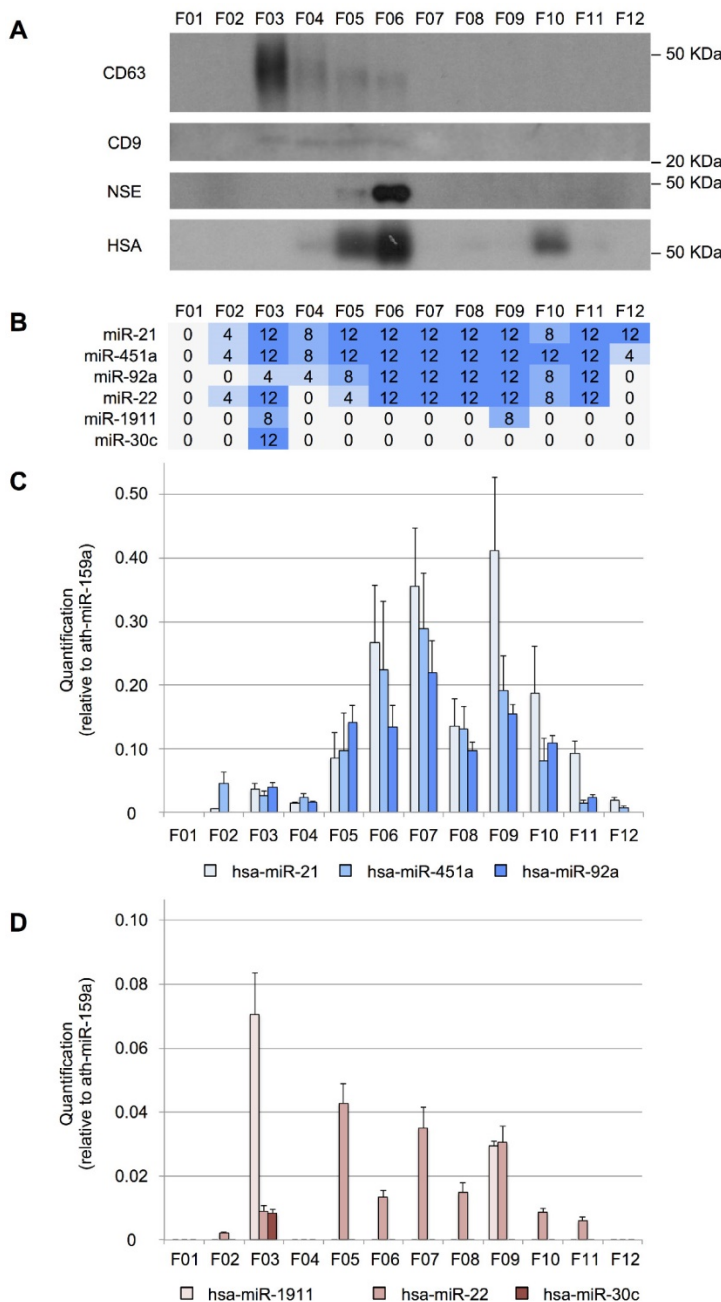 F01 F02 F03 F04 F05 F06 F07 F08 F09 F10 F11 F12
A
CD63
– 50 KDa
CD9
– 20 KDa
NSE
– 50 KDa
HSA
– 50 KDa
F01 F02 F03 F04 F05 F06 F07 F08 F09 F10 F11 F12
B
miR-21 0 4 12 8 12 12 12 12 12 8 12 12
miR-451a 0 4 12 8 12 12 12 12 12 12 12 4
miR-92a 0 0 4 4 8 12 12 12 12 8 12 0
miR-22 0 4 12 0 4 12 12 12 12 8 12 0
miR-1911 0 0 8 0 0 0 0 0 8 0 0 0
miR-30c 0 0 12 0 0 0 0 0 0 0 0 0
C
Quantification
(relative to ath-miR-159a)
0.50
0.40
0.30
0.20
0.10
0
F01 F02 F03 F04 F05 F06 F07 F08 F09 F10 F11 F12
hsa-miR-21 hsa-miR-451a hsa-miR-92a
D
Quantification
(relative to ath-miR-159a)
0.10
0.08
0.06
0.04
0.02
0
F01 F02 F03 F04 F05 F06 F07 F08 F09 F10 F11 F12
hsa-miR-1911 hsa-miR-22 hsa-miR-30c